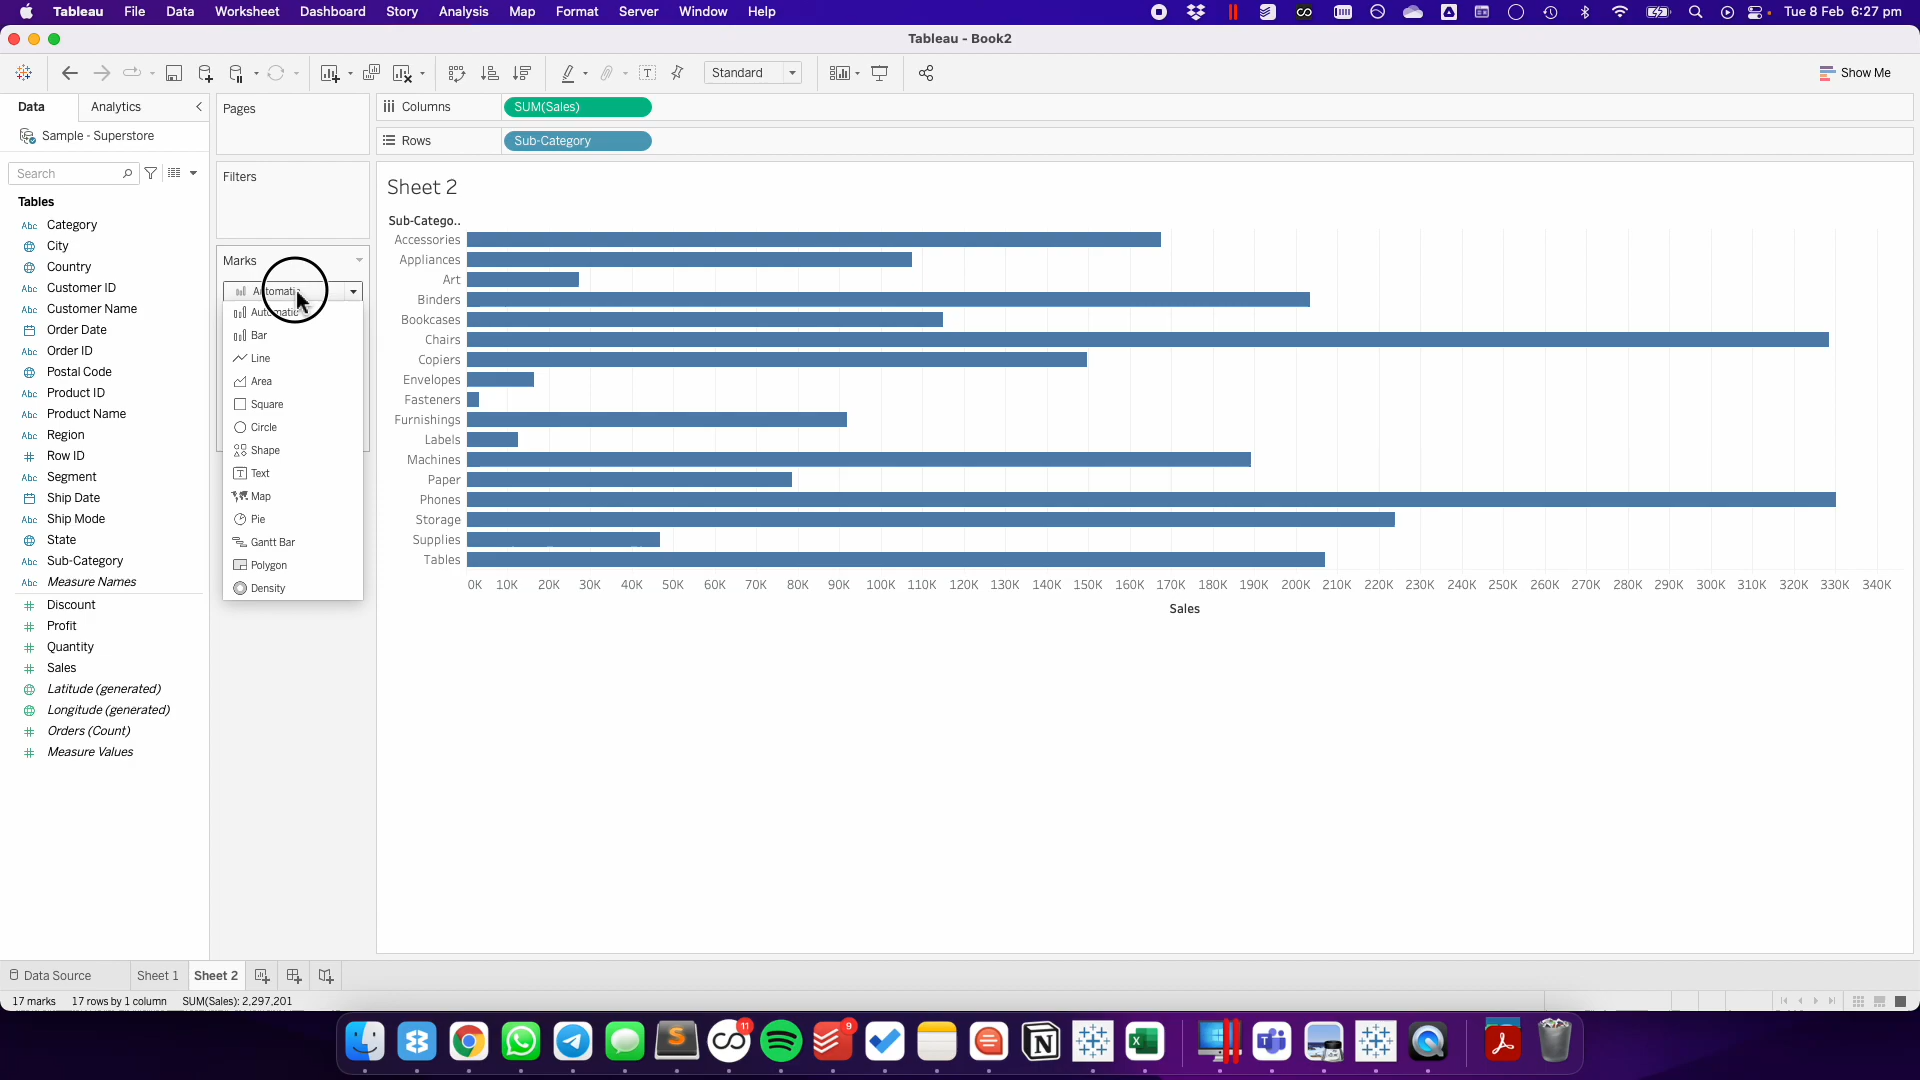 Tableau File Data Worksheet Dashboard Story Analysis Map Format Server Window Help Tue 8 Feb 6:27 pm
Tableau - Book2
Standard Show Me
Data Analytics Pages Columns SUM(Sales)
Sample - Superstore Rows Sub-Category
Search Filters
Sheet 2
Tables
Category
City
Country
Customer ID
Customer Name
Order Date
Order ID
Postal Code
Product ID
Product Name
Region
Row ID
Segment
Ship Date
Ship Mode
State
Sub-Category
Measure Names
Discount
Profit
Quantity
Sales
Latitude (generated)
Longitude (generated)
Orders (Count)
Measure Values
Marks
Automatic
Automatic
Bar
Line
Area
Square
Circle
Shape
Text
Map
Pie
Gantt Bar
Polygon
Density
Sub-Catego..
Accessories
Appliances
Art
Binders
Bookcases
Chairs
Copiers
Envelopes
Fasteners
Furnishings
Labels
Machines
Paper
Phones
Storage
Supplies
Tables
0K 10K 20K 30K 40K 50K 60K 70K 80K 90K 100K 110K 120K 130K 140K 150K 160K 170K 180K 190K 200K 210K 220K 230K 240K 250K 260K 270K 280K 290K 300K 310K 320K 330K 340K
Sales
Data Source Sheet 1 Sheet 2
17 marks 17 rows by 1 column SUM(Sales): 2,297,201
11 9